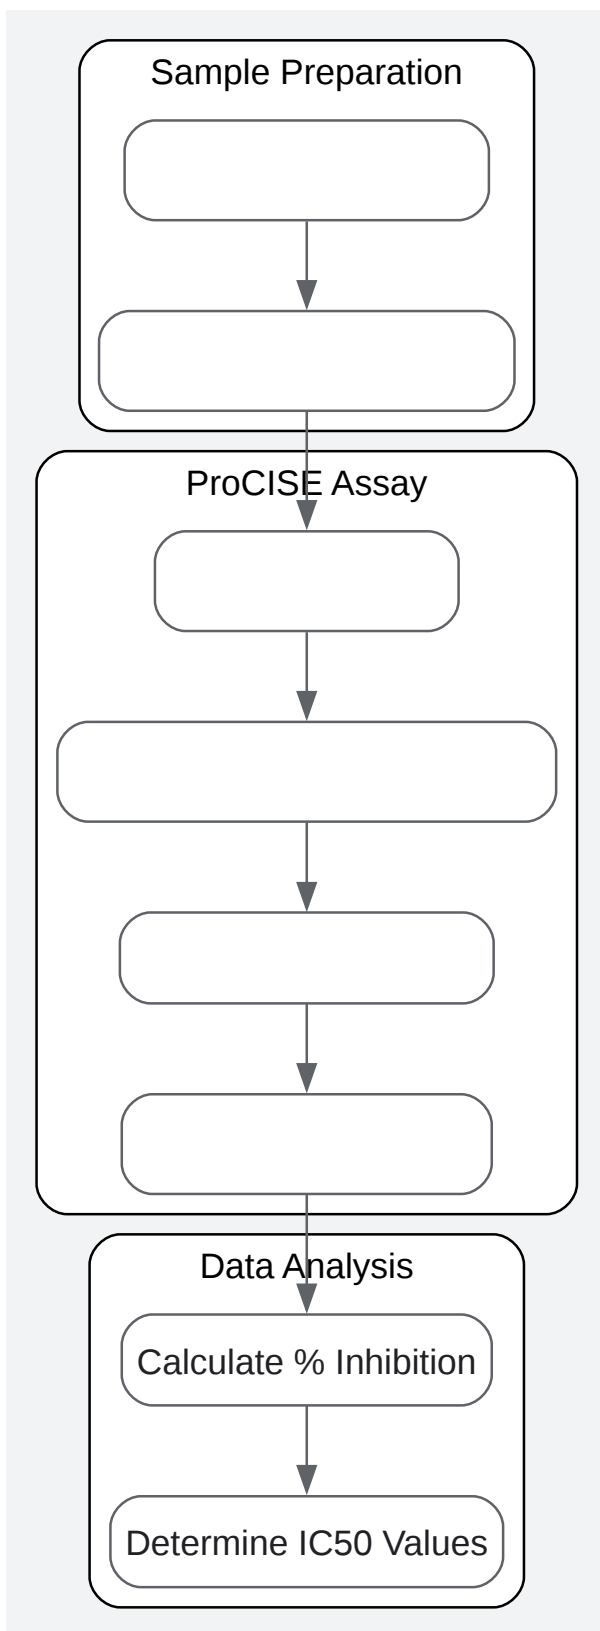 Sample Preparation
ProCISE Assay
Data Analysis
Calculate % Inhibition
Determine IC50 Values